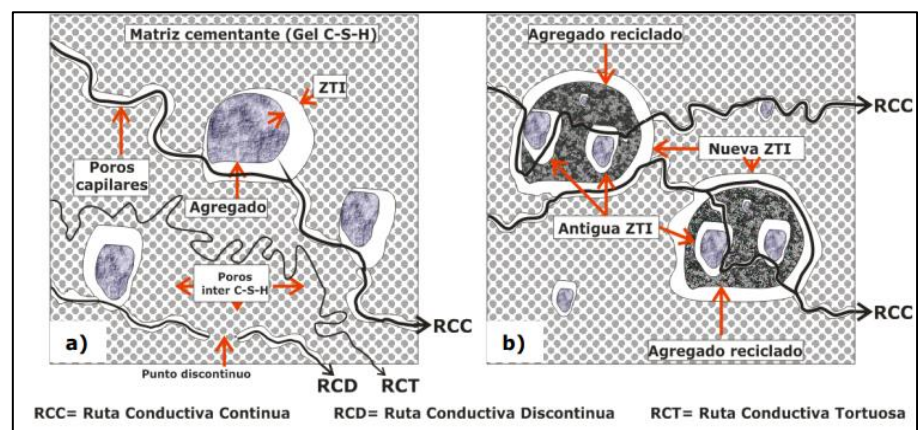 Matriz cementante (Gel C-S-H)
ZTI
Poros
capilares
Agregado
Poros
inter C-S-H
a)
Punto discontinuo
RCD
RCT
RCC
Agregado reciclado
RCC
Nueva ZTI
Antigua ZTI
RCC
b)
Agregado reciclado
RCC= Ruta Conductiva Continua
RCD= Ruta Conductiva Discontinua
RCT= Ruta Conductiva Tortuosa